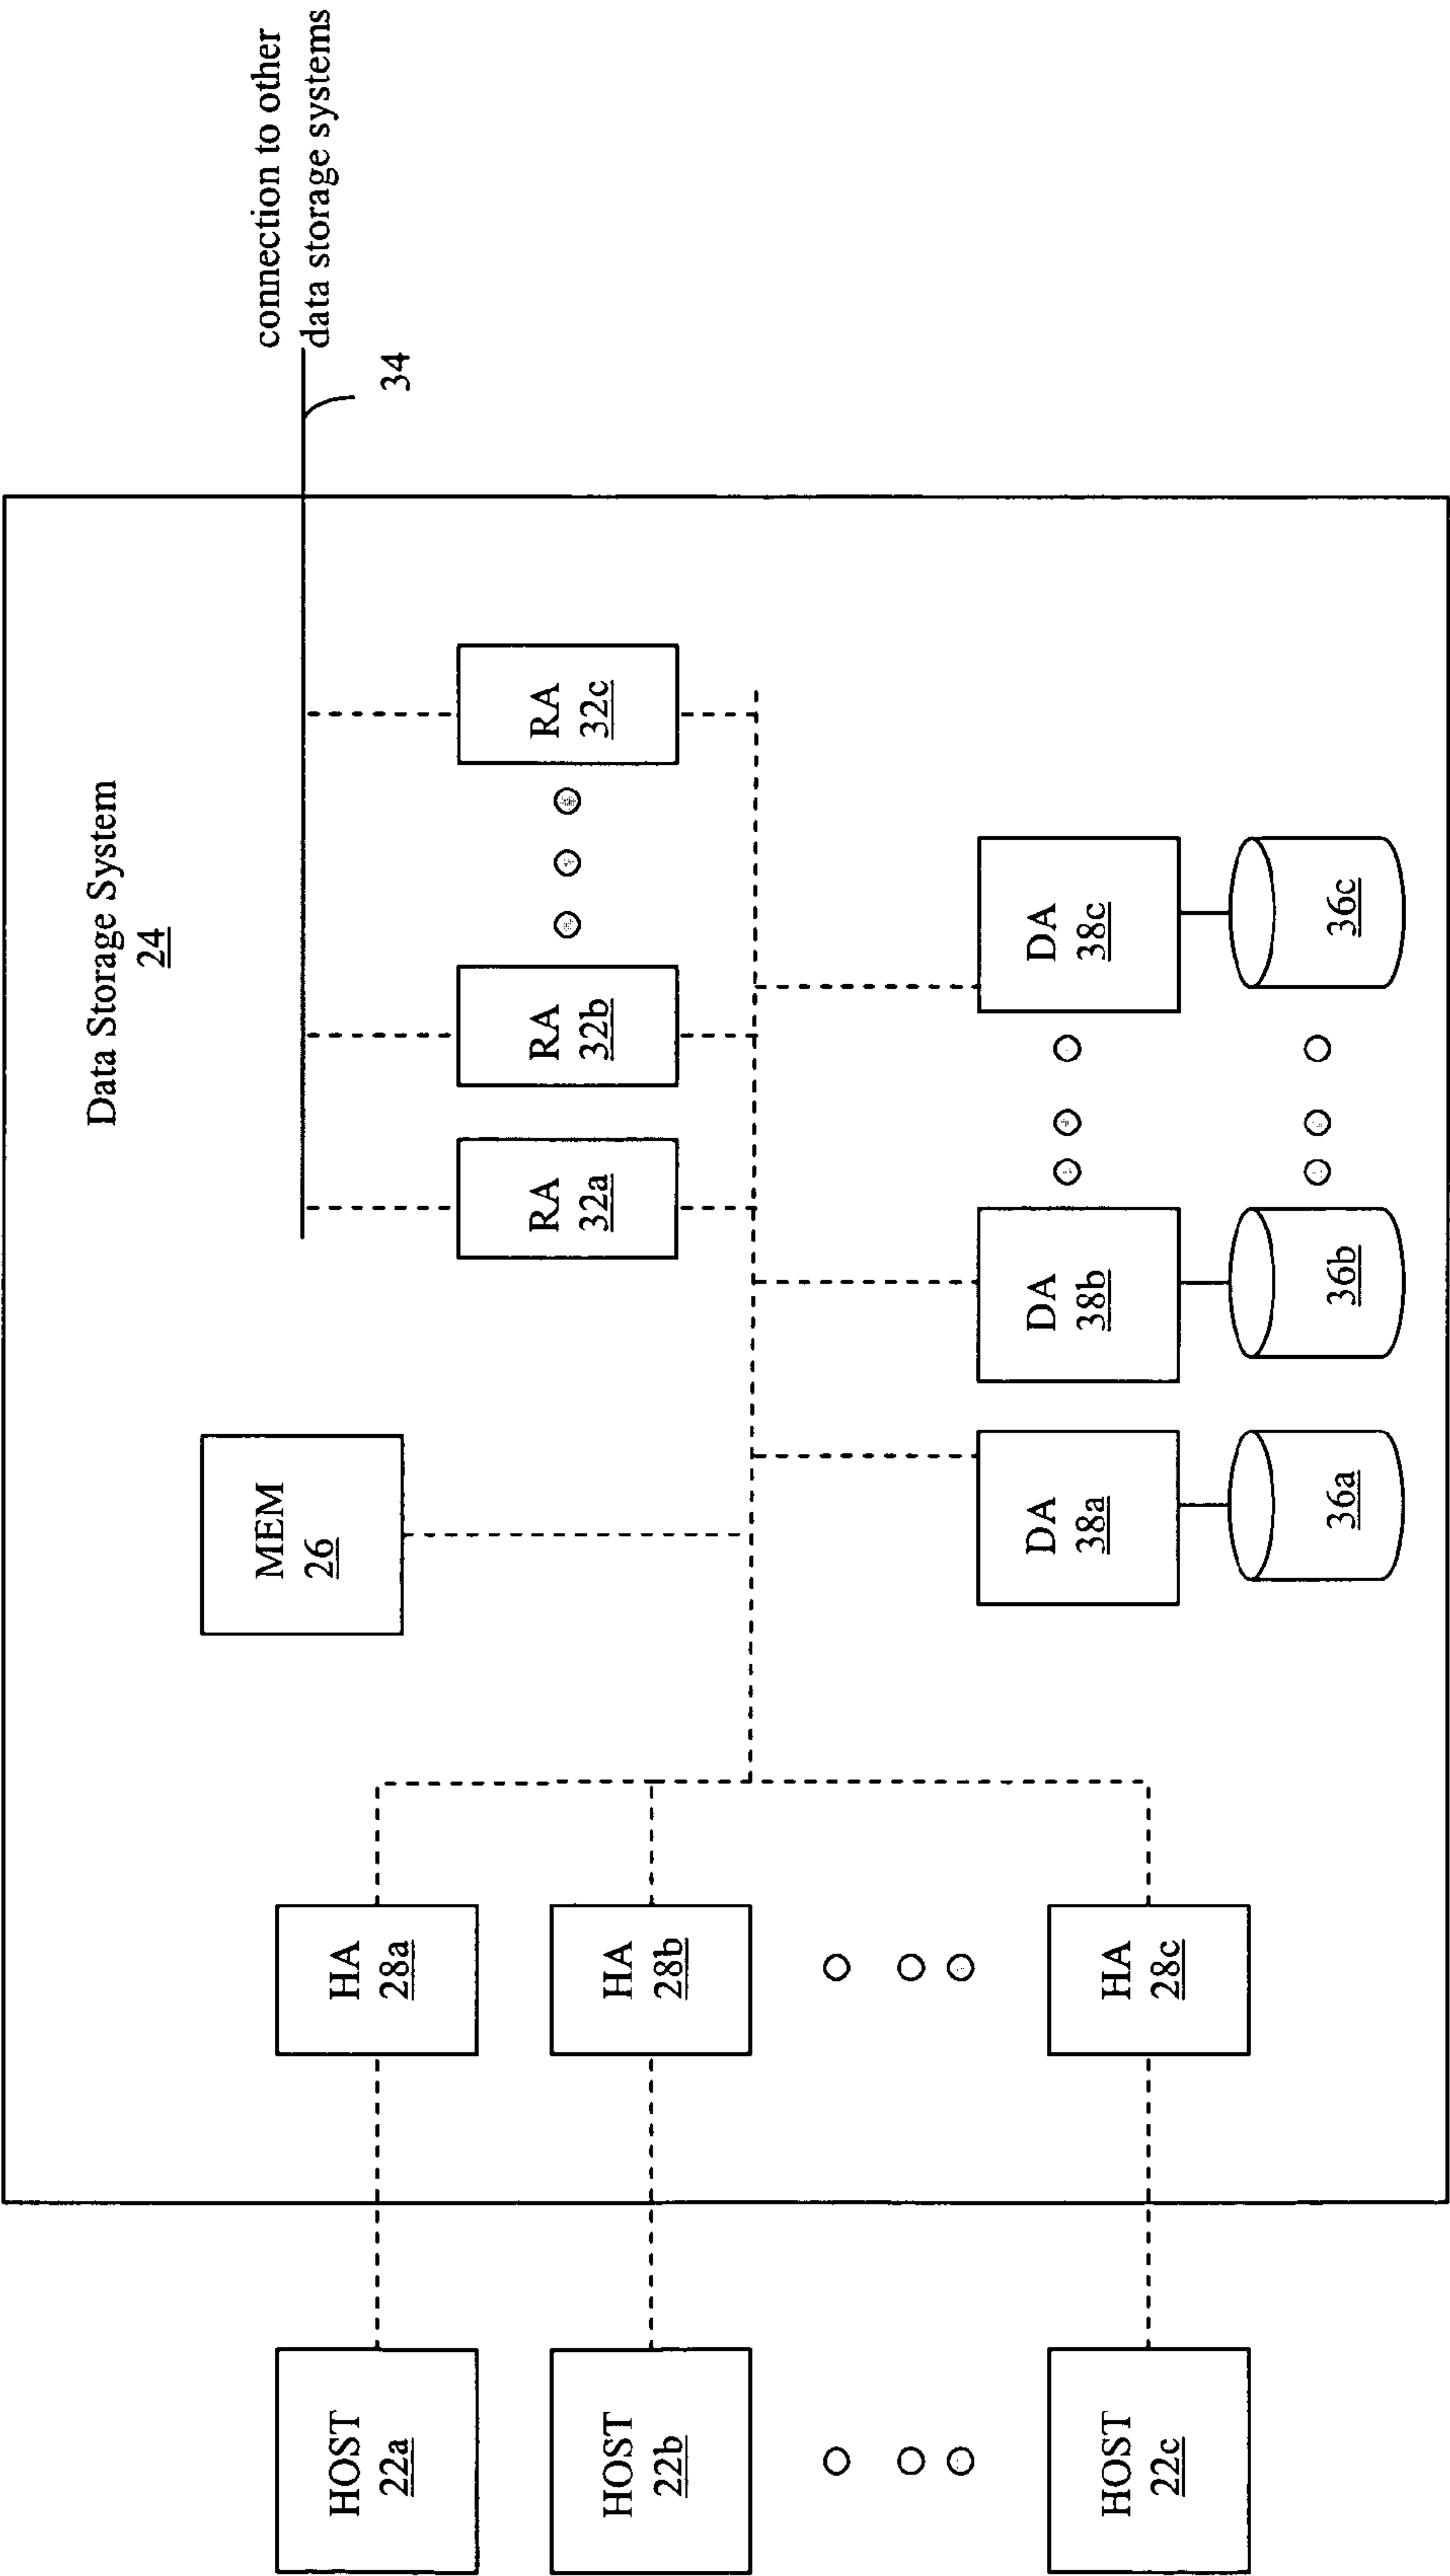 Data Storage System
24
connection to other
data storage systems
34
MEM
26
RA
32a
RA
32b
RA
32c
HOST
22a
HA
28a
HOST
22b
HA
28b
HOST
22c
HA
28c
DA
38a
DA
38b
DA
38c
36a
36b
36c